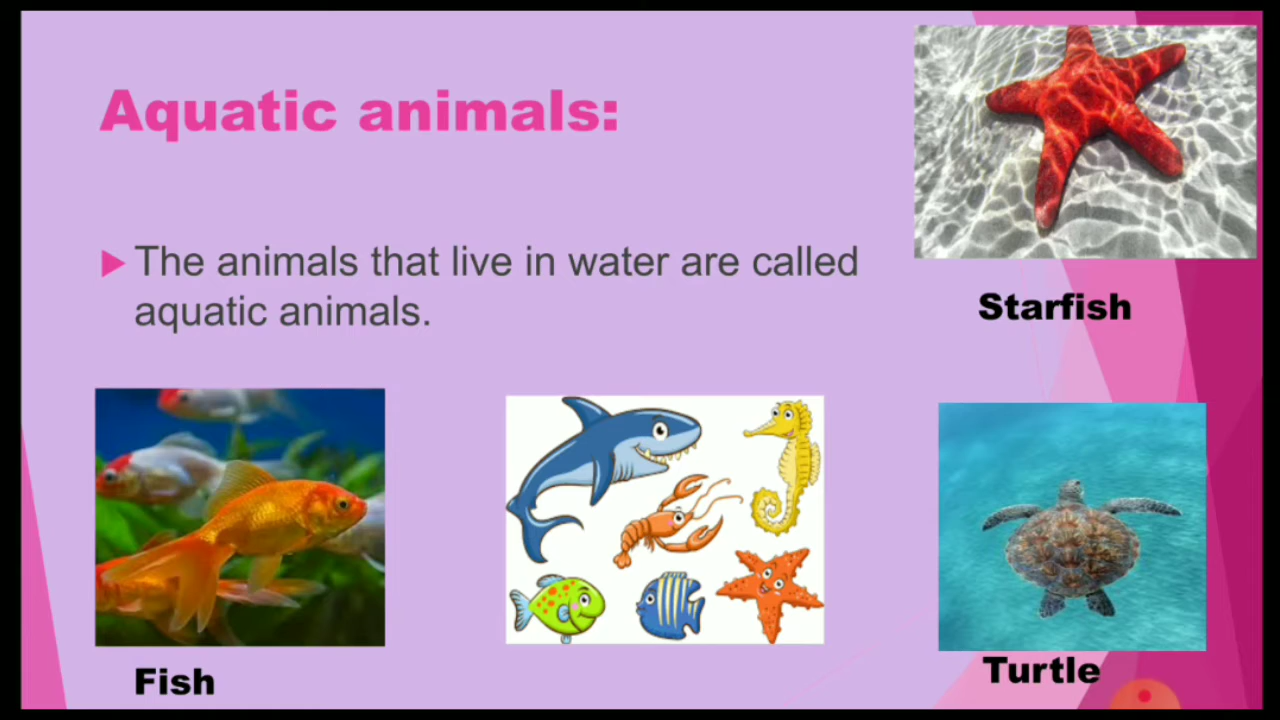 Aquatic animals:
The animals that live in water are called
aquatic animals.
Starfish
Fish
Turtle